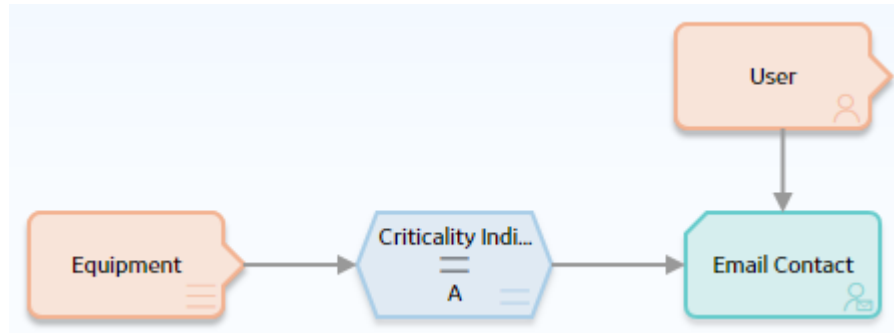 User
Criticality Indi...
=
A
Equipment
Email Contact